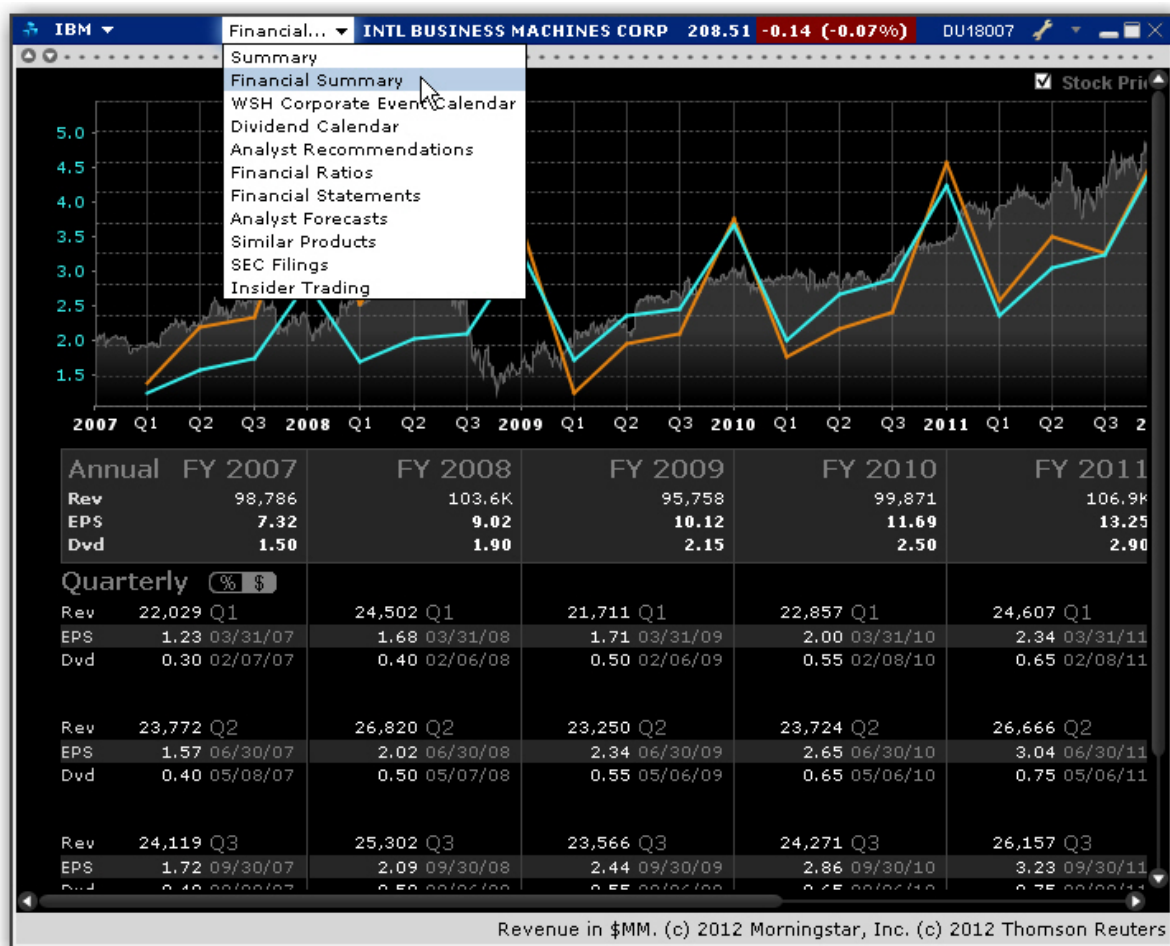 IBM Financial... INTL BUSINESS MACHINES CORP 208.51 -0.14 (-0.07%) DU18007
Summary
Financial Summary
WSH Corporate Event Calendar
Dividend Calendar
Analyst Recommendations
Financial Ratios
Financial Statements
Analyst Forecasts
Similar Products
SEC Filings
Insider Trading
Stock
5.0
4.5
4.0
3.5
3.0
2.5
2.0
1.5
2007 Q1 Q2 Q3 2008 Q1 Q2 Q3 2009 Q1 Q2 Q3 2010 Q1 Q2 Q3 2011 Q1 Q2 Q3 2
Annual FY 2007 FY 2008 FY 2009 FY 2010 FY 2011
Rev 98,786 103.6K 95,758 99,871 106.9K
EPS 7.32 9.02 10.12 11.69 13.25
Dvd 1.50 1.90 2.15 2.50 2.90
Quarterly % $
Rev 22,029 Q1 24,502 Q1 21,711 Q1 22,857 Q1 24,607 Q1
EPS 1.23 03/31/07 1.68 03/31/08 1.71 03/31/09 2.00 03/31/10 2.34 03/31/11
Dvd 0.30 02/07/07 0.40 02/06/08 0.50 02/06/09 0.55 02/08/10 0.65 02/08/11
Rev 23,772 Q2 26,820 Q2 23,250 Q2 23,724 Q2 26,666 Q2
EPS 1.57 06/30/07 2.02 06/30/08 2.34 06/30/09 2.65 06/30/10 3.04 06/30/11
Dvd 0.40 05/08/07 0.50 05/07/08 0.55 05/06/09 0.65 05/06/10 0.75 05/06/11
Rev 24,119 Q3 25,302 Q3 23,566 Q3 24,271 Q3 26,157 Q3
EPS 1.72 09/30/07 2.09 09/30/08 2.44 09/30/09 2.86 09/30/10 3.23 09/30/11
Revenue in $MM. (c) 2012 Morningstar, Inc. (c) 2012 Thomson Reuters